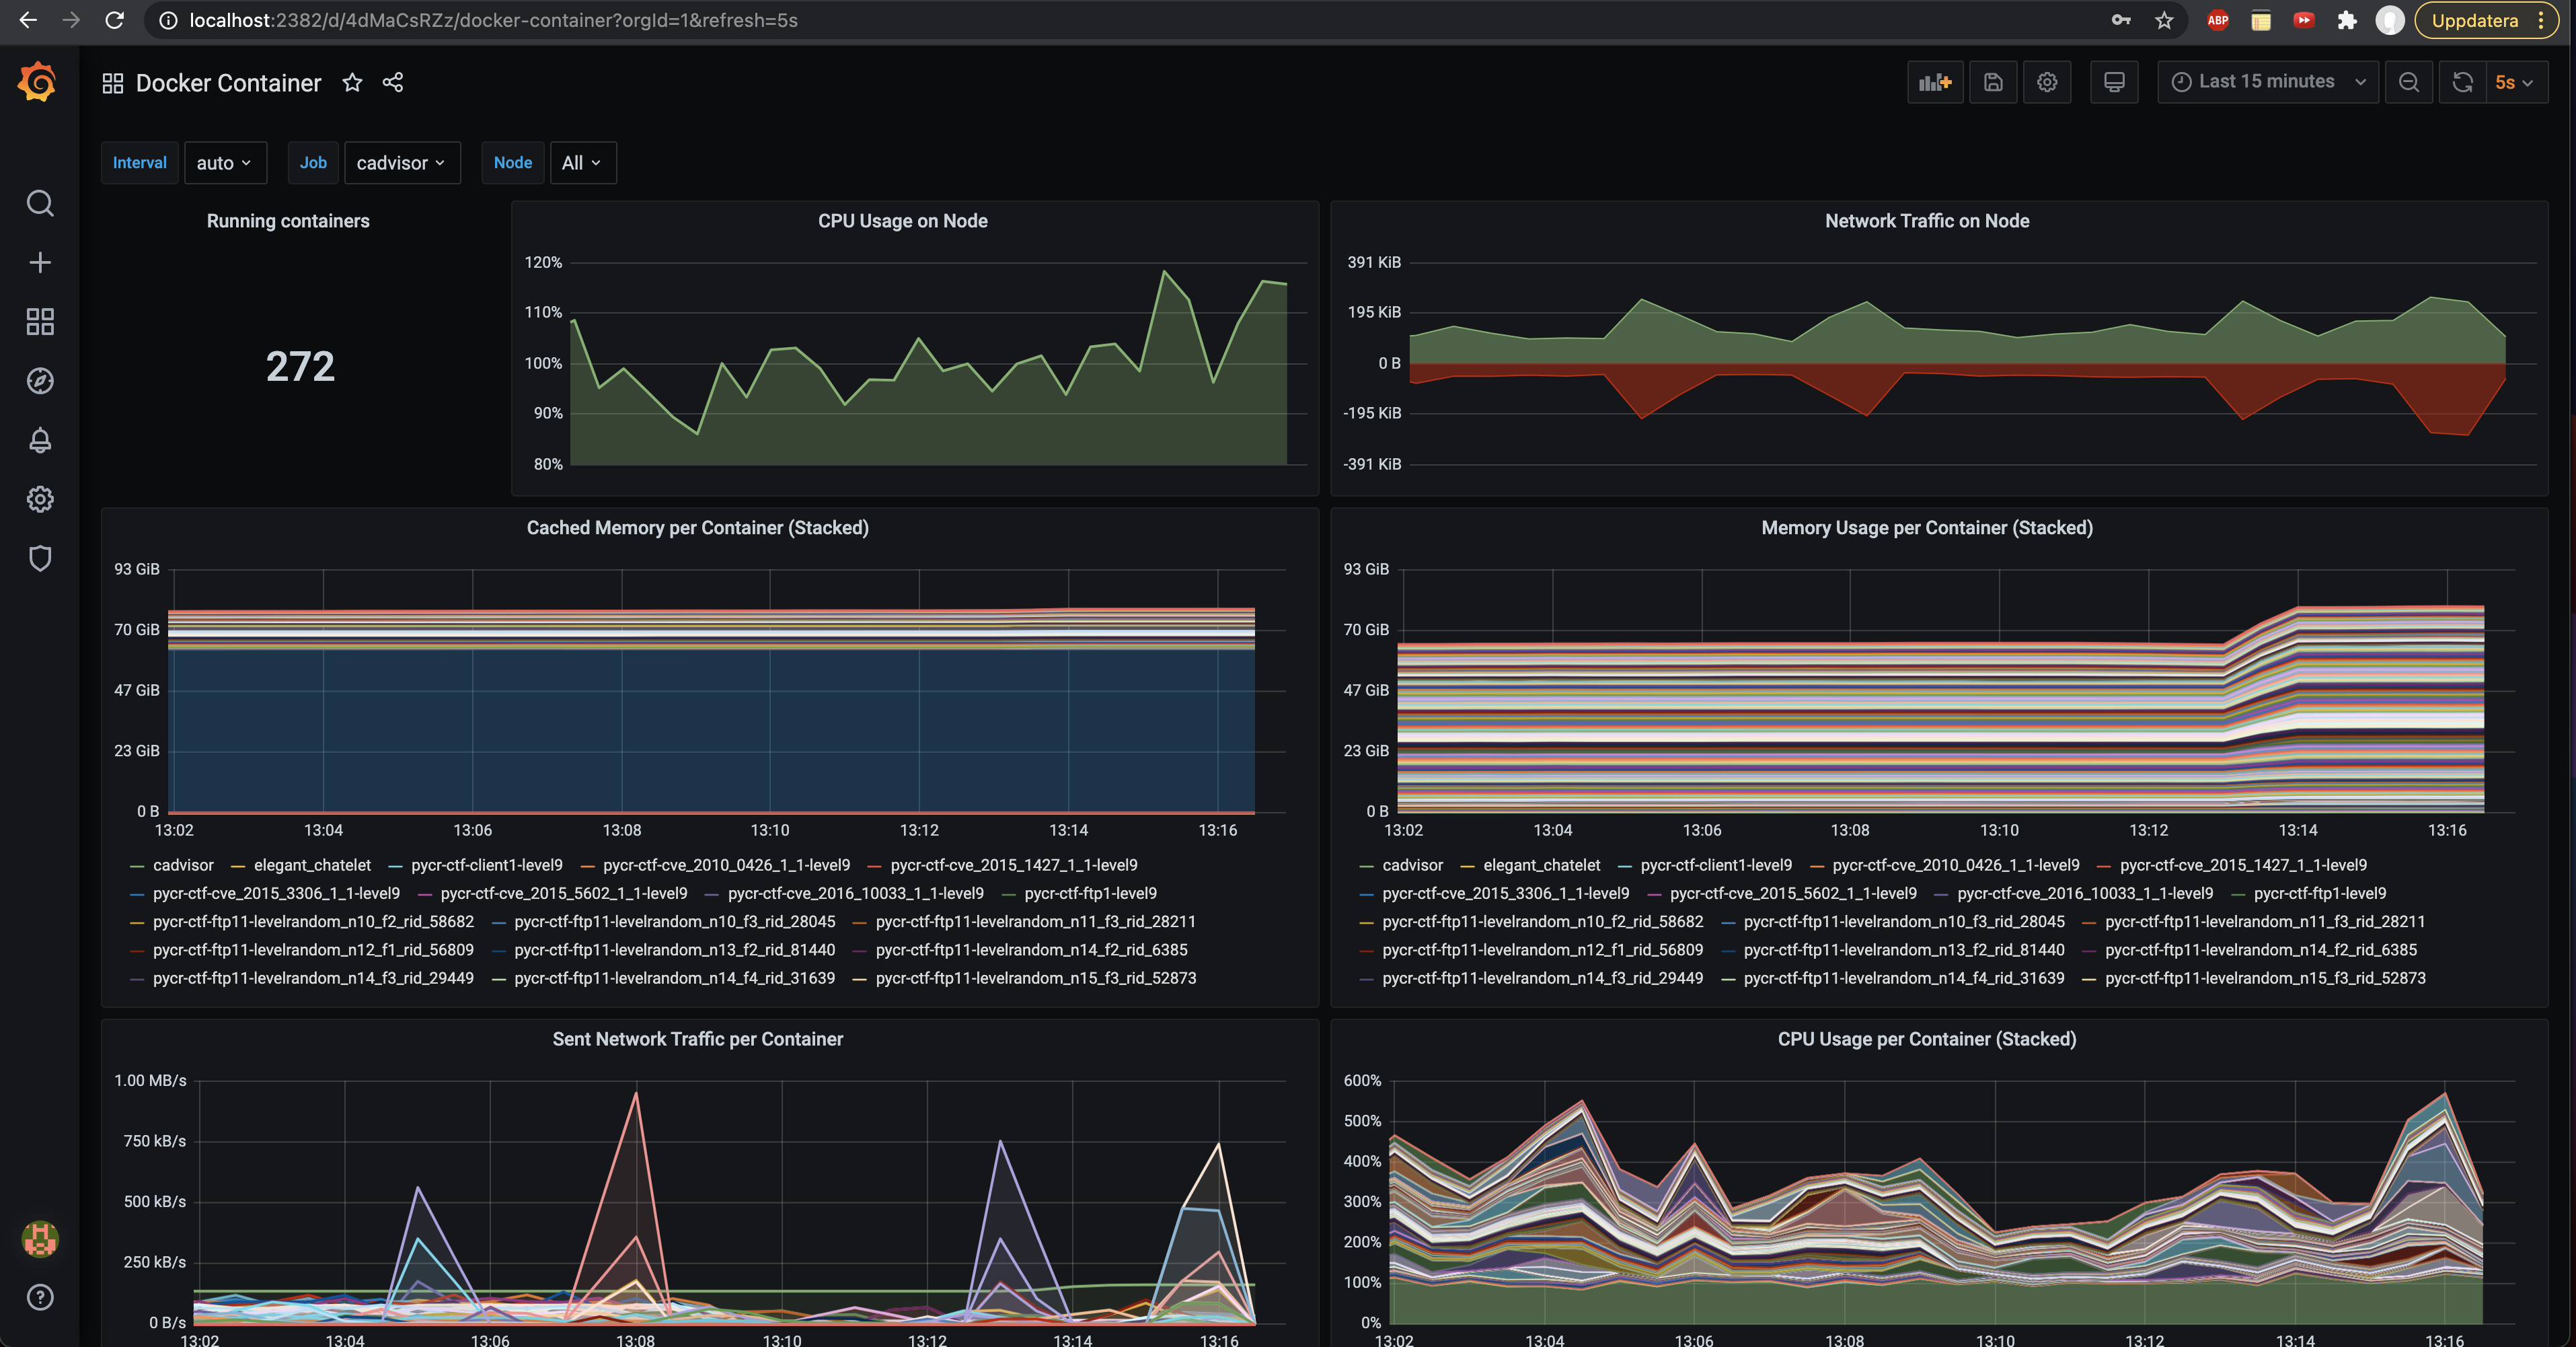 localhost:2382/d/4dMaCsRZz/docker-container?orgId=1&refresh=5s
ABP
Uppdatera
Docker Container
Last 15 minutes
5s
Interval auto Job cadvisor Node All
Running containers
272
CPU Usage on Node
120%
110%
100%
90%
80%
Network Traffic on Node
391 KiB
195 KiB
0 B
-195 KiB
-391 KiB
Cached Memory per Container (Stacked)
93 GiB
70 GiB
47 GiB
23 GiB
0 B
13:02 13:04 13:06 13:08 13:10 13:12 13:14 13:16
cadvisor elegant_chatelet pycr-ctf-client1-level9 pycr-ctf-cve_2010_0426_1_1-level9 pycr-ctf-cve_2015_1427_1_1-level9
pycr-ctf-cve_2015_3306_1_1-level9 pycr-ctf-cve_2015_5602_1_1-level9 pycr-ctf-cve_2016_10033_1_1-level9 pycr-ctf-ftp1-level9
pycr-ctf-ftp11-levelrandom_n10_f2_rid_58682 pycr-ctf-ftp11-levelrandom_n10_f3_rid_28045 pycr-ctf-ftp11-levelrandom_n11_f3_rid_28211
pycr-ctf-ftp11-levelrandom_n12_f1_rid_56809 pycr-ctf-ftp11-levelrandom_n13_f2_rid_81440 pycr-ctf-ftp11-levelrandom_n14_f2_rid_6385
pycr-ctf-ftp11-levelrandom_n14_f3_rid_29449 pycr-ctf-ftp11-levelrandom_n14_f4_rid_31639 pycr-ctf-ftp11-levelrandom_n15_f3_rid_52873
Memory Usage per Container (Stacked)
93 GiB
70 GiB
47 GiB
23 GiB
0 B
13:02 13:04 13:06 13:08 13:10 13:12 13:14 13:16
cadvisor elegant_chatelet pycr-ctf-client1-level9 pycr-ctf-cve_2010_0426_1_1-level9 pycr-ctf-cve_2015_1427_1_1-level9
pycr-ctf-cve_2015_3306_1_1-level9 pycr-ctf-cve_2015_5602_1_1-level9 pycr-ctf-cve_2016_10033_1_1-level9 pycr-ctf-ftp1-level9
pycr-ctf-ftp11-levelrandom_n10_f2_rid_58682 pycr-ctf-ftp11-levelrandom_n10_f3_rid_28045 pycr-ctf-ftp11-levelrandom_n11_f3_rid_28211
pycr-ctf-ftp11-levelrandom_n12_f1_rid_56809 pycr-ctf-ftp11-levelrandom_n13_f2_rid_81440 pycr-ctf-ftp11-levelrandom_n14_f2_rid_6385
pycr-ctf-ftp11-levelrandom_n14_f3_rid_29449 pycr-ctf-ftp11-levelrandom_n14_f4_rid_31639 pycr-ctf-ftp11-levelrandom_n15_f3_rid_52873
Sent Network Traffic per Container
1.00 MB/s
750 kB/s
500 kB/s
250 kB/s
0 B/s
13:02 13:04 13:06 13:08 13:10 13:12 13:14 13:16
CPU Usage per Container (Stacked)
600%
500%
400%
300%
200%
100%
0%
13:02 13:04 13:06 13:08 13:10 13:12 13:14 13:16